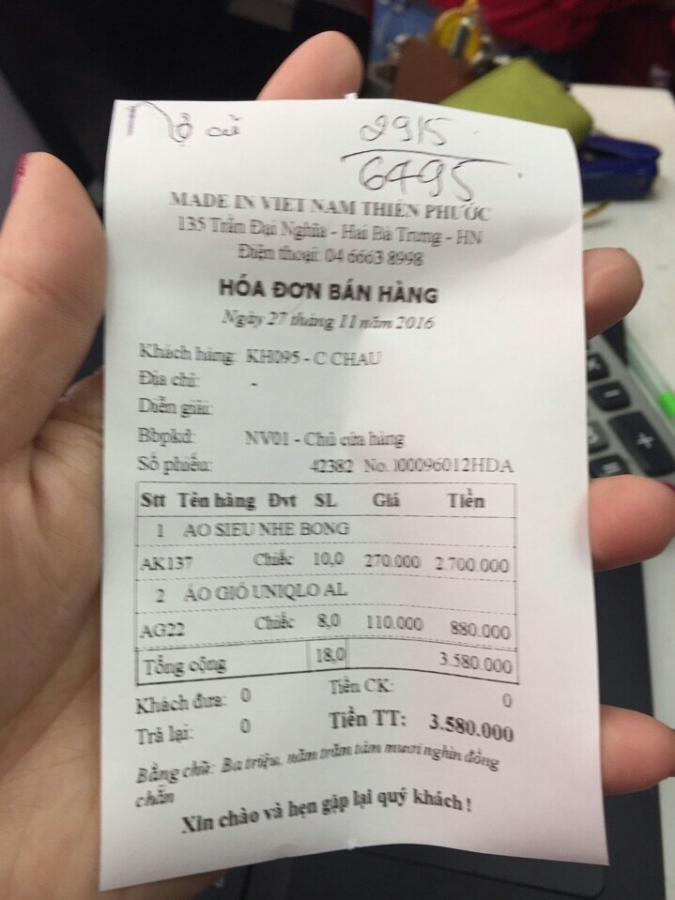 Nợ cũ 2915
6495
MADE IN VIET NAM THIÊN PHƯỚC
135 Trần Đại Nghĩa - Hai Bà Trưng - HN
Điện thoại: 04 6663 8998
HÓA ĐƠN BÁN HÀNG
Ngày 27 tháng 11 năm 2016
Khách hàng: KH095 - C CHAU
Địa chỉ: -
Diễn giải:
Bbpkd: NV01 - Chủ cửa hàng
Số phiếu: 42382 No. 100096012HDA
Stt Tên hàng Đvt SL Giá Tiền
1 AO SIEU NHE BONG
AK137 Chiếc 10,0 270.000 2.700.000
2 ÁO GIÓ UNIQLO AL
AG22 Chiếc 8,0 110.000 880.000
Tổng cộng 18,0 3.580.000
Khách đưa: 0 Tiền CK: 0
Trả lại: 0 Tiền TT: 3.580.000
Bằng chữ: Ba triệu, năm trăm tám mươi nghìn đồng
chẵn
Xin chào và hẹn gặp lại quý khách !